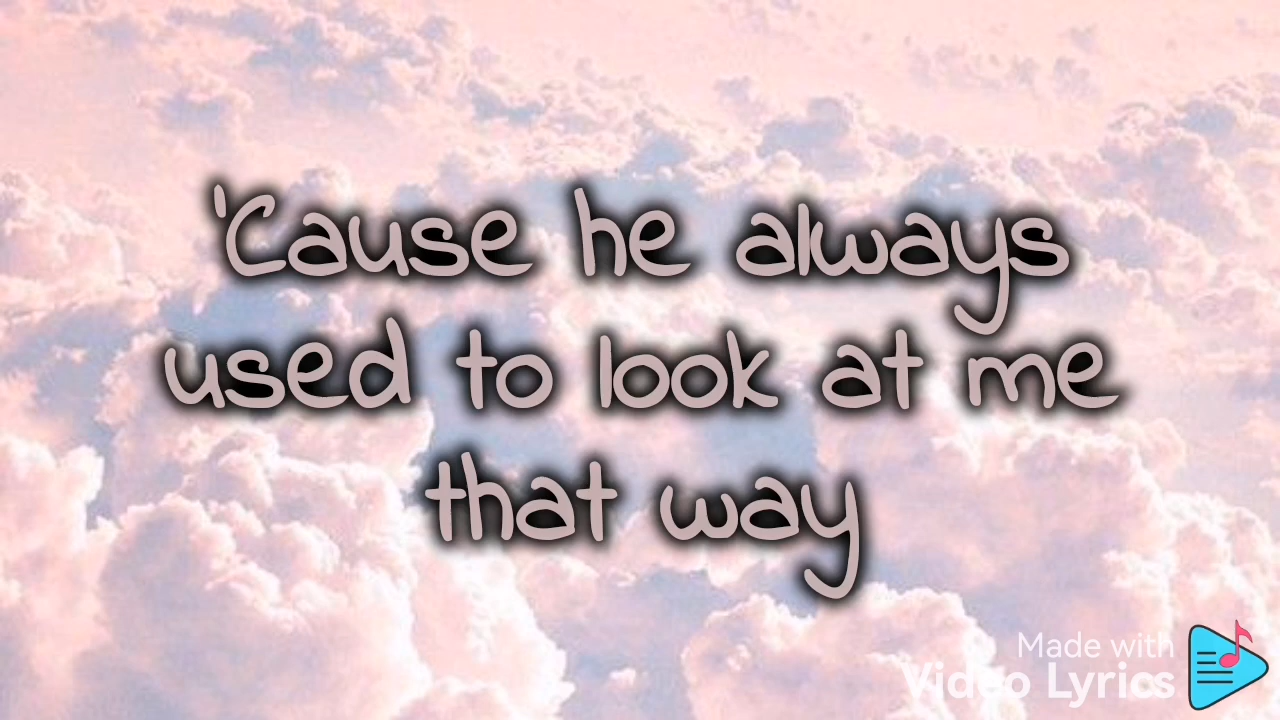 'Cause he always
used to look at me
that way
Made with
Video Lyrics